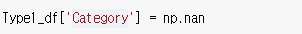 Type1_df['Category'] = np.nan